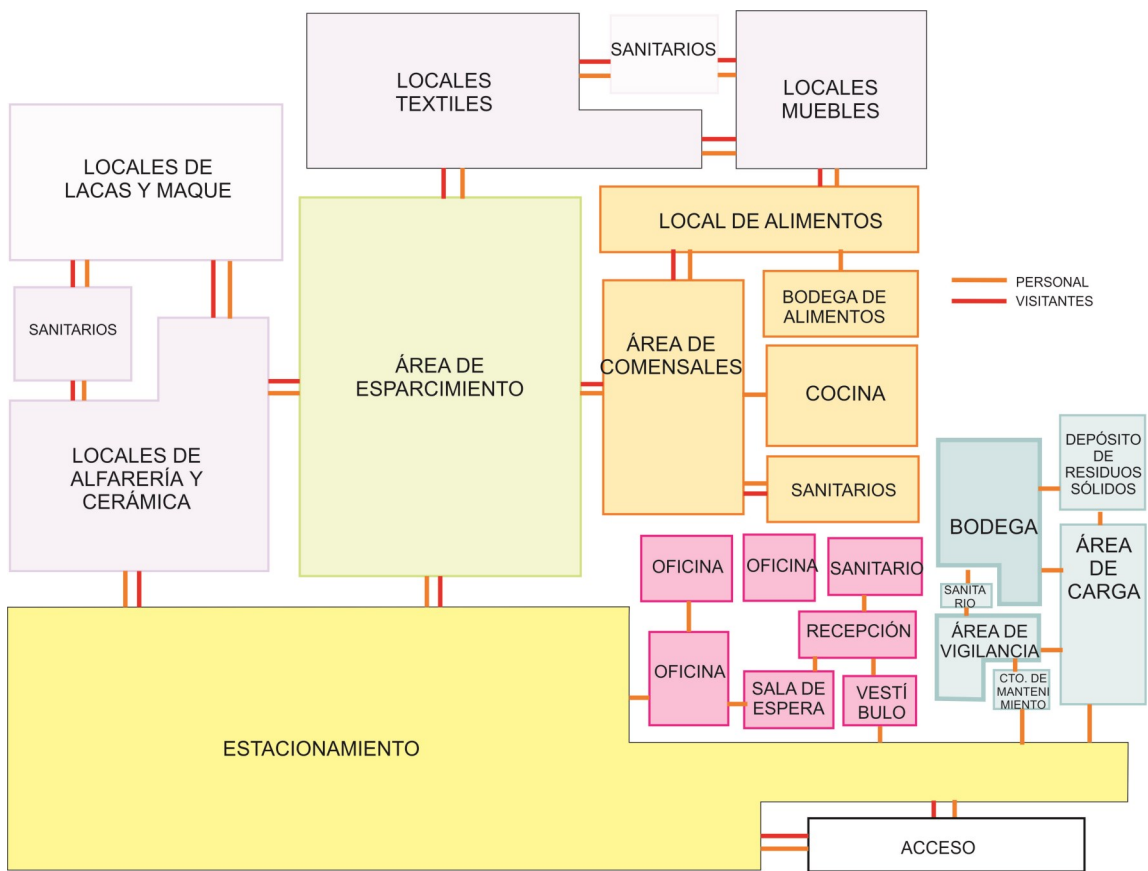 SANITARIOS
LOCALES
TEXTILES
LOCALES
MUEBLES
LOCALES DE
LACAS Y MAQUE
LOCAL DE ALIMENTOS
PERSONAL
VISITANTES
BODEGA DE
ALIMENTOS
SANITARIOS
ÁREA DE
ESPARCIMIENTO
ÁREA DE
COMENSALES
COCINA
LOCALES DE
ALFARERÍA Y
CERÁMICA
SANITARIOS
DEPÓSITO
DE
RESIDUOS
SÓLIDOS
BODEGA
ÁREA
DE
CARGA
OFICINA
OFICINA
SANITARIO
SANITA
RIO
RECEPCIÓN
ÁREA DE
VIGILANCIA
OFICINA
SALA DE
ESPERA
VESTÍ
BULO
CTO. DE
MANTENI
MIENTO
ESTACIONAMIENTO
ACCESO